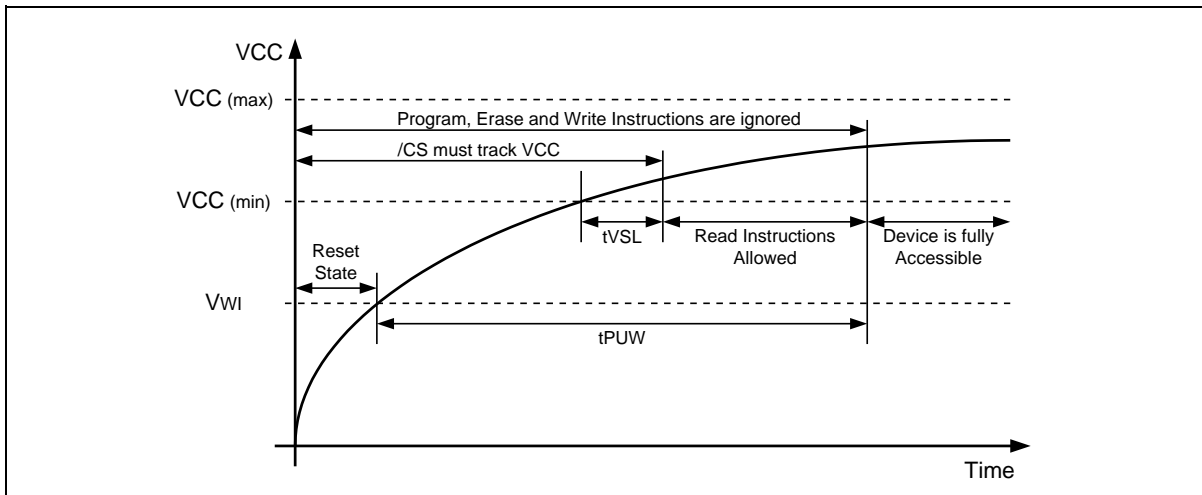 VCC
VCC (max)
Program, Erase and Write Instructions are ignored
/CS must track VCC
VCC (min)
tVSL
Read Instructions
Allowed
Device is fully
Accessible
Reset
State
VWI
tPUW
Time